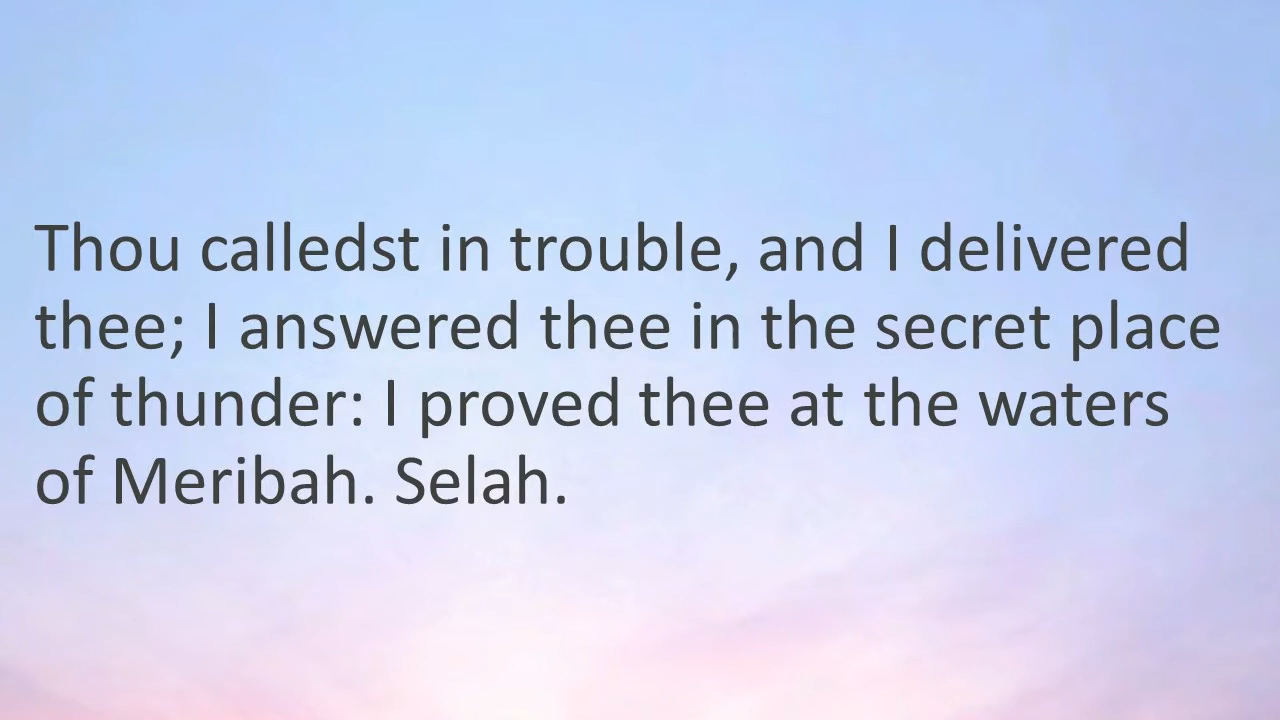 Thou calledst in trouble, and I delivered
thee; I answered thee in the secret place
of thunder: I proved thee at the waters
of Meribah. Selah.